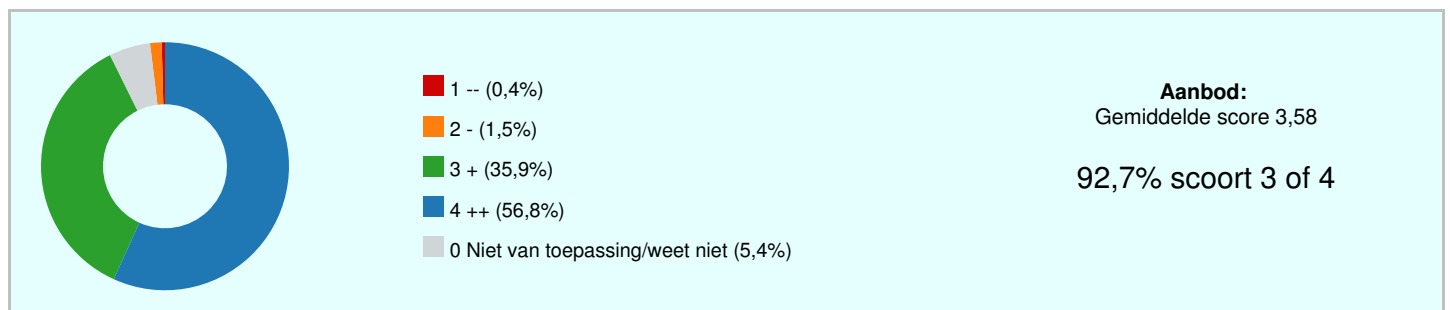 1 -- (0,4%)
2 - (1,5%)
3 + (35,9%)
4 ++ (56,8%)
0 Niet van toepassing/weet niet (5,4%)
Aanbod:
Gemiddelde score 3,58
92,7% scoort 3 of 4